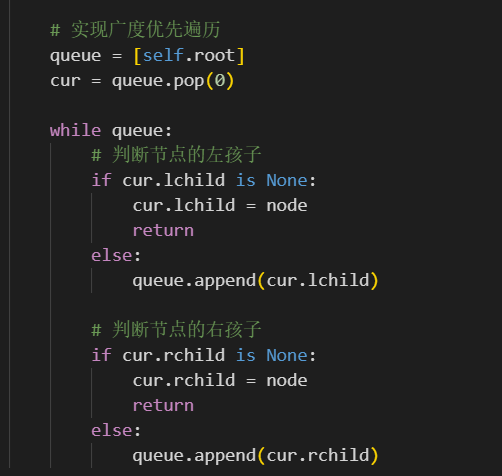 # 实现广度优先遍历
queue = [self.root]
cur = queue.pop(0)
while queue:
# 判断节点的左孩子
if cur.lchild is None:
cur.lchild = node
return
else:
queue.append(cur.lchild)
# 判断节点的右孩子
if cur.rchild is None:
cur.rchild = node
return
else:
queue.append(cur.rchild)